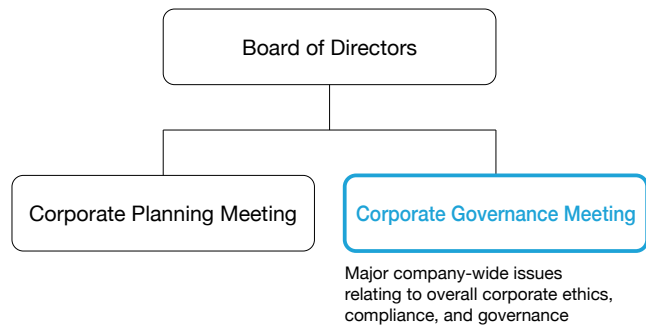 Board of Directors
Corporate Planning Meeting
Corporate Governance Meeting
Major company-wide issues
relating to overall corporate ethics,
compliance, and governance